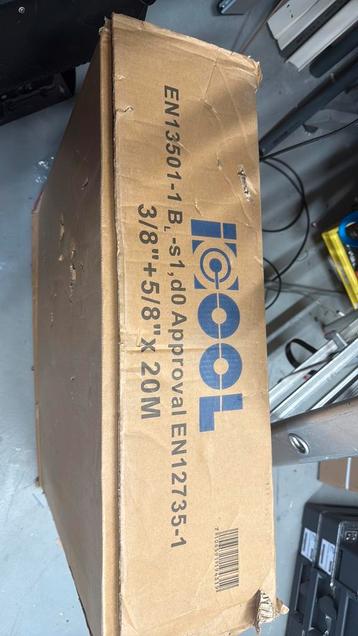 icool
EN13501-1 BL-s1,d0 Approval EN12735-1
3/8"+5/8" x 20M